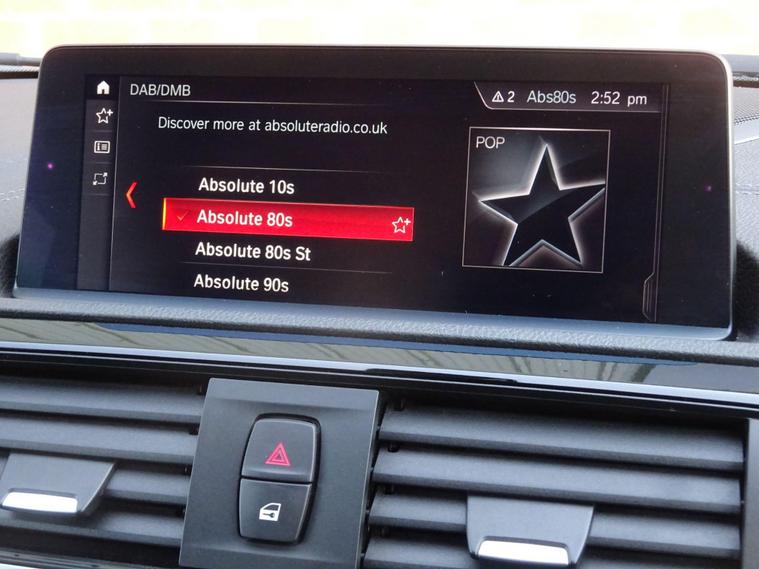 DAB/DMB
2 Abs80s 2:52 pm
Discover more at absoluteradio.co.uk
POP
Absolute 10s
Absolute 80s
Absolute 80s St
Absolute 90s